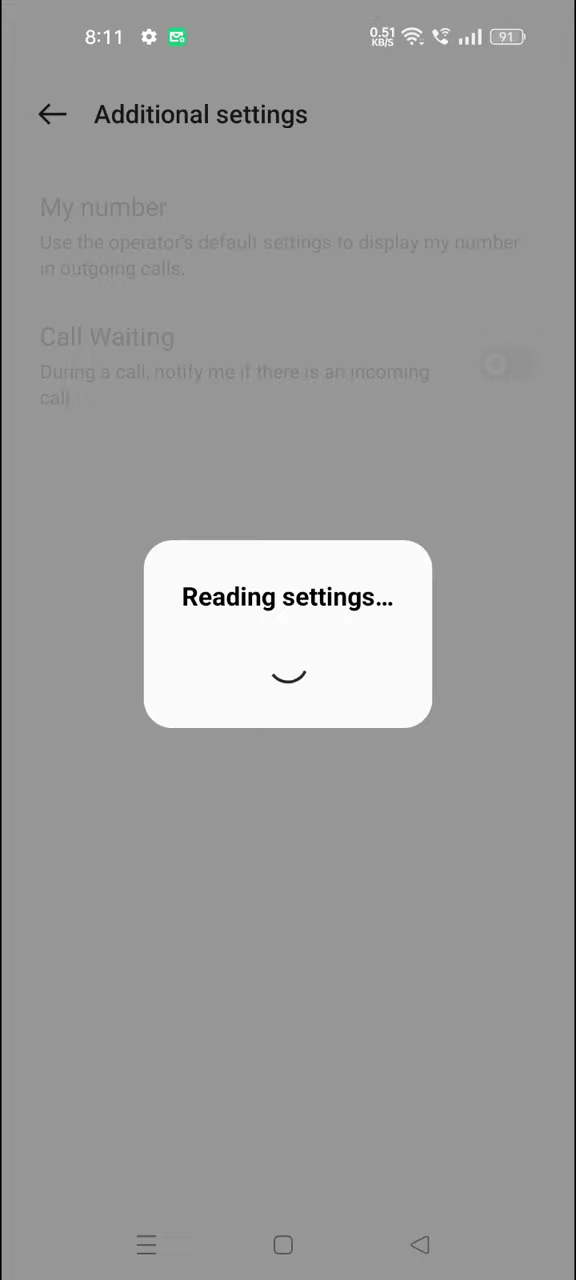 8:11
0.51
KB/S
91
Additional settings
My number
Use the operator's default settings to display my number
in outgoing calls.
Call Waiting
During a call, notify me if there is an incoming
call.
Reading settings...